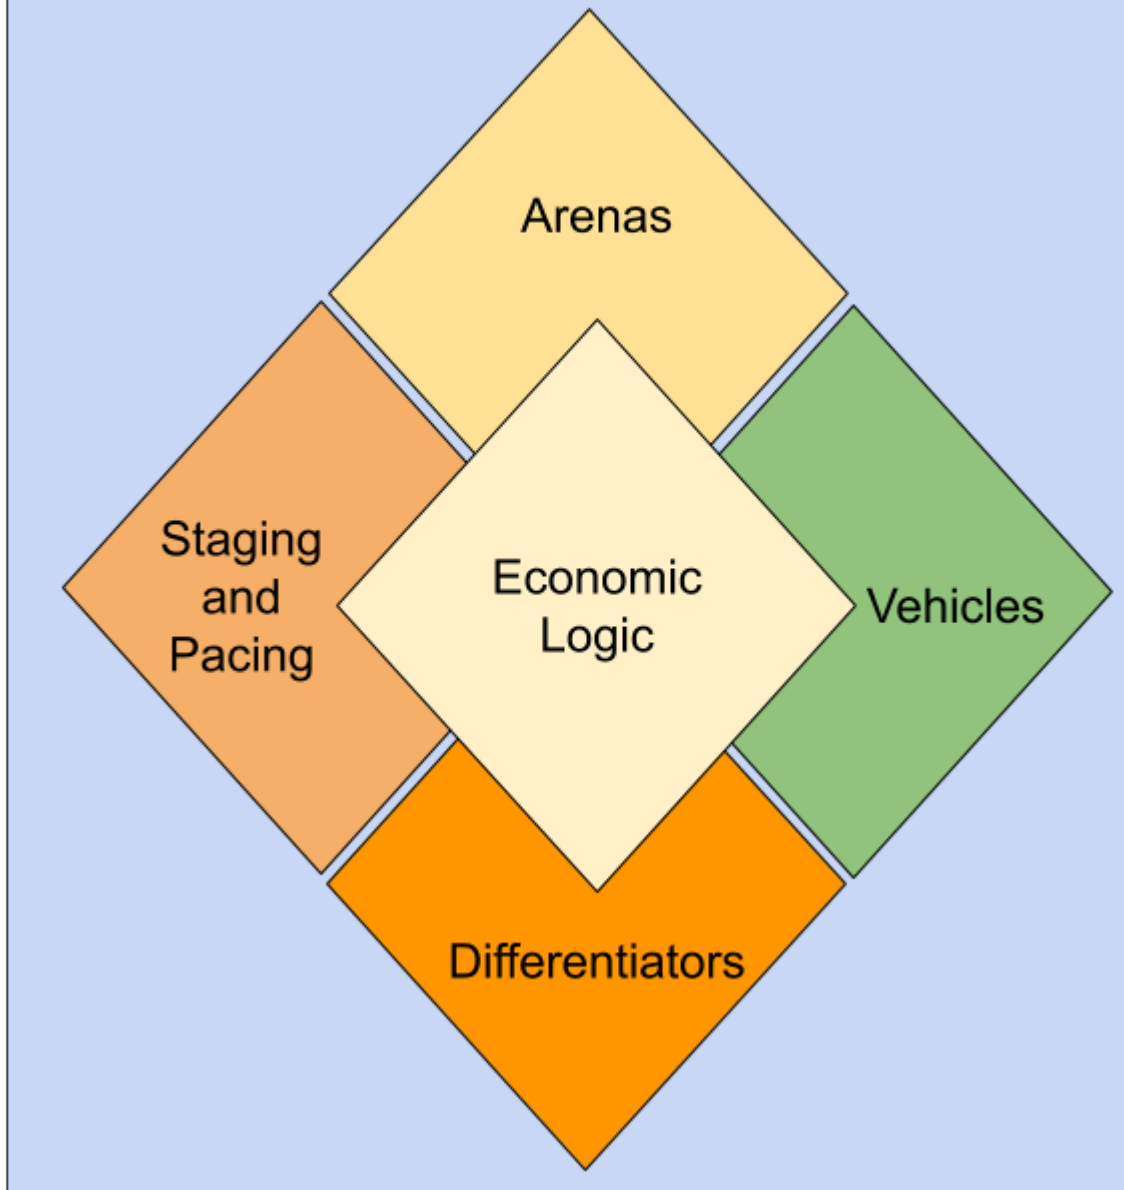 Arenas
Staging
and
Pacing
Economic
Logic
Vehicles
Differentiators